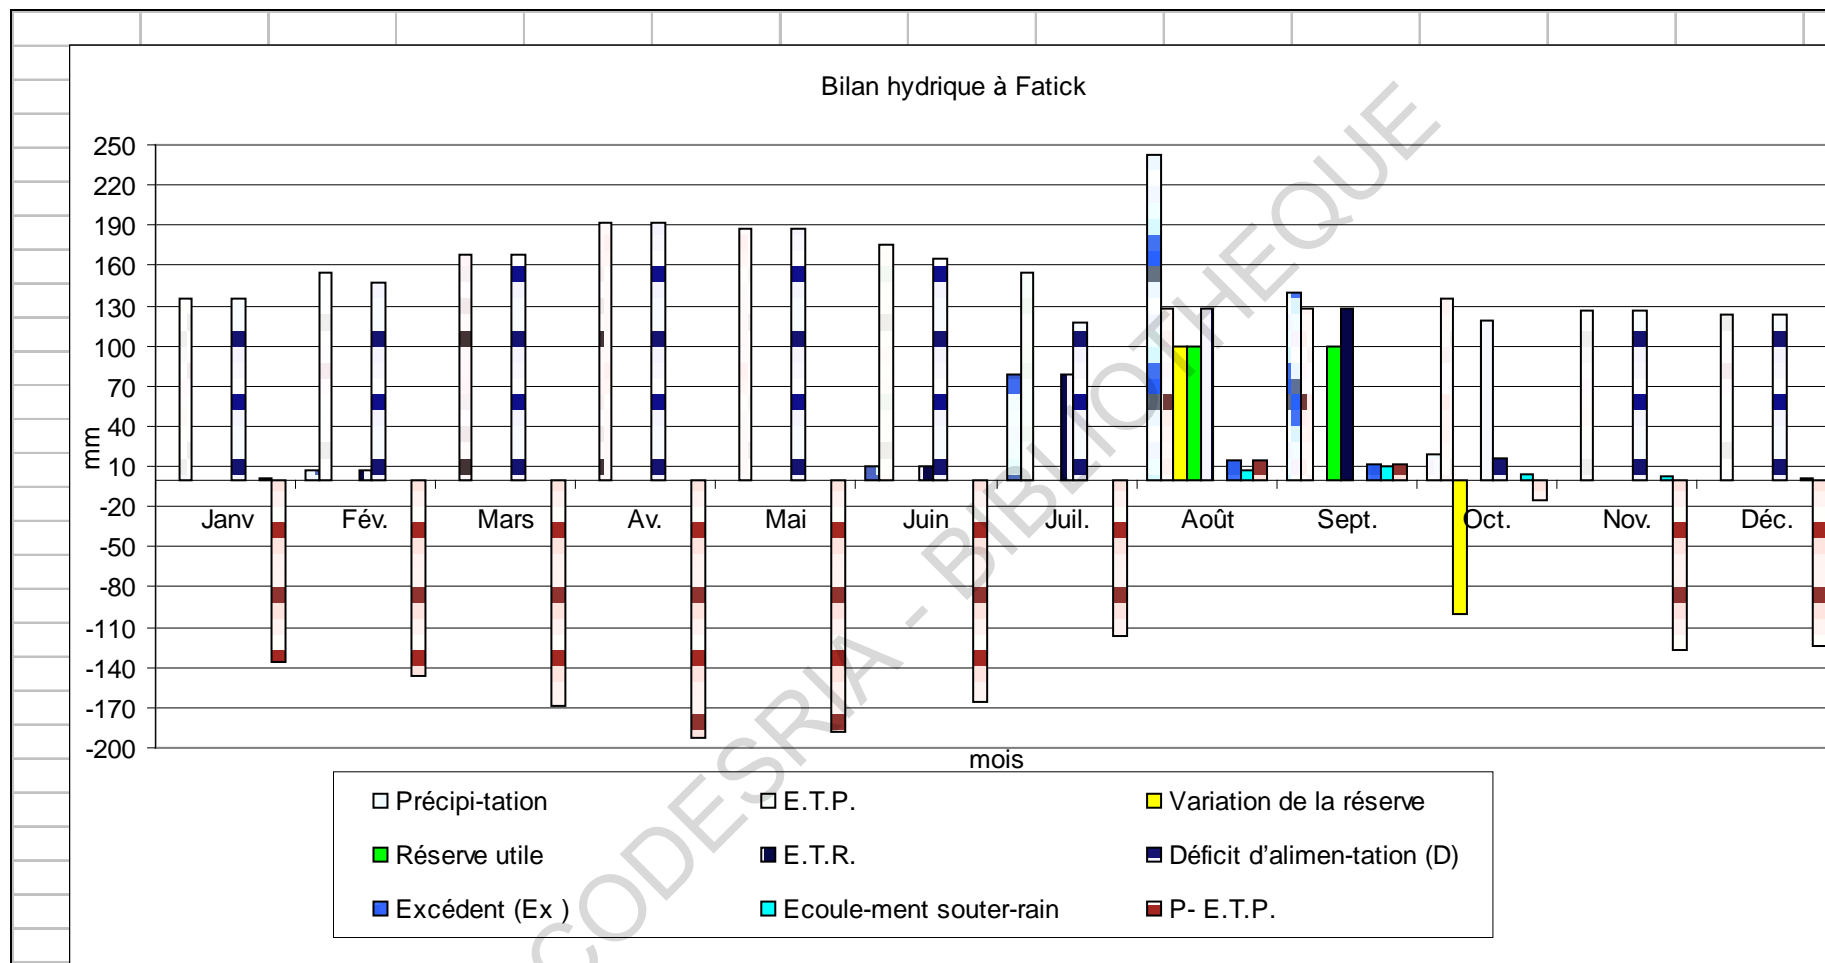 Bilan hydrique à Fatick
250
220
190
160
130
100
70
40
10
-20
-50
-80
-110
-140
-170
-200
mm
Janv Fév. Mars Av. Mai Juin Juil. Août Sept. Oct. Nov. Déc.
mois
Précipi-tation E.T.P. Variation de la réserve
Réserve utile E.T.R. Déficit d'alimen-tation (D)
Excédent (Ex ) Ecoule-ment souter-rain P- E.T.P.
CODESRIA - BIBLIOTHEQUE